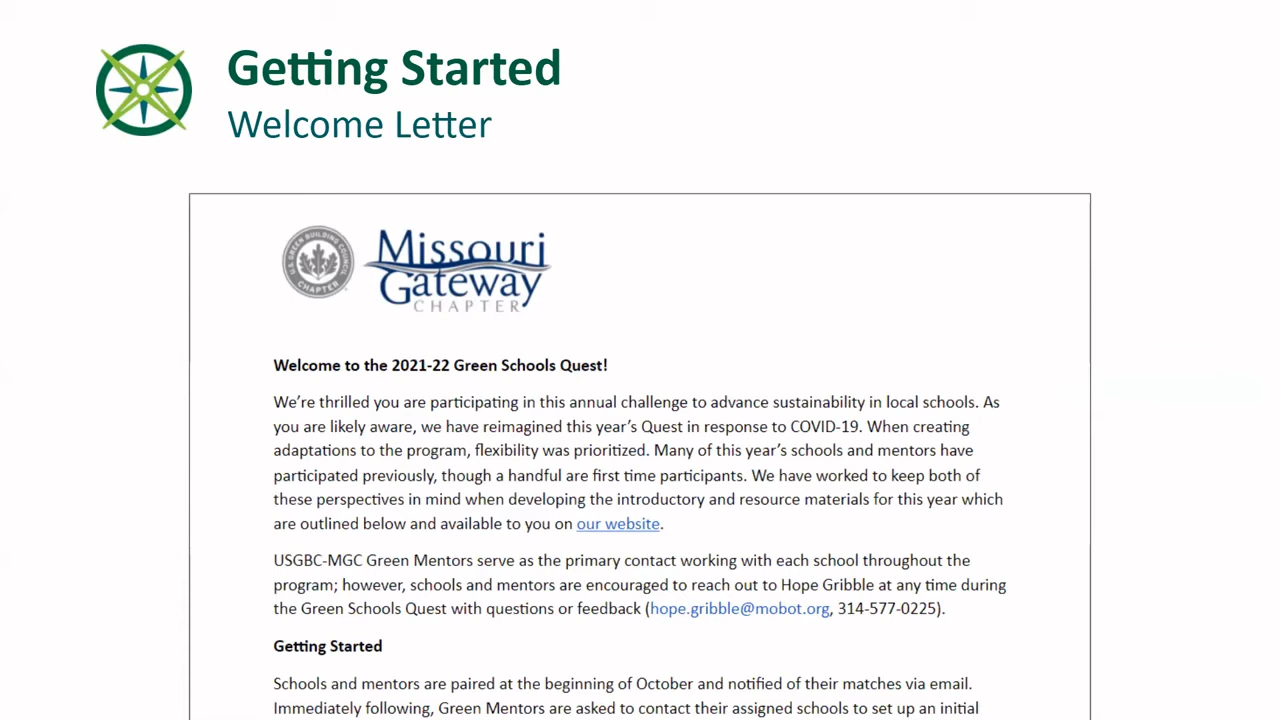 Getting Started
Welcome Letter
U.S. GREEN BUILDING COUNCIL
CHAPTER
Missouri
Gateway
CHAPTER
Welcome to the 2021-22 Green Schools Quest!
We’re thrilled you are participating in this annual challenge to advance sustainability in local schools. As
you are likely aware, we have reimagined this year’s Quest in response to COVID-19. When creating
adaptations to the program, flexibility was prioritized. Many of this year’s schools and mentors have
participated previously, though a handful are first time participants. We have worked to keep both of
these perspectives in mind when developing the introductory and resource materials for this year which
are outlined below and available to you on our website.
USGBC-MGC Green Mentors serve as the primary contact working with each school throughout the
program; however, schools and mentors are encouraged to reach out to Hope Gribble at any time during
the Green Schools Quest with questions or feedback (hope.gribble@mobot.org, 314-577-0225).
Getting Started
Schools and mentors are paired at the beginning of October and notified of their matches via email.
Immediately following, Green Mentors are asked to contact their assigned schools to set up an initial